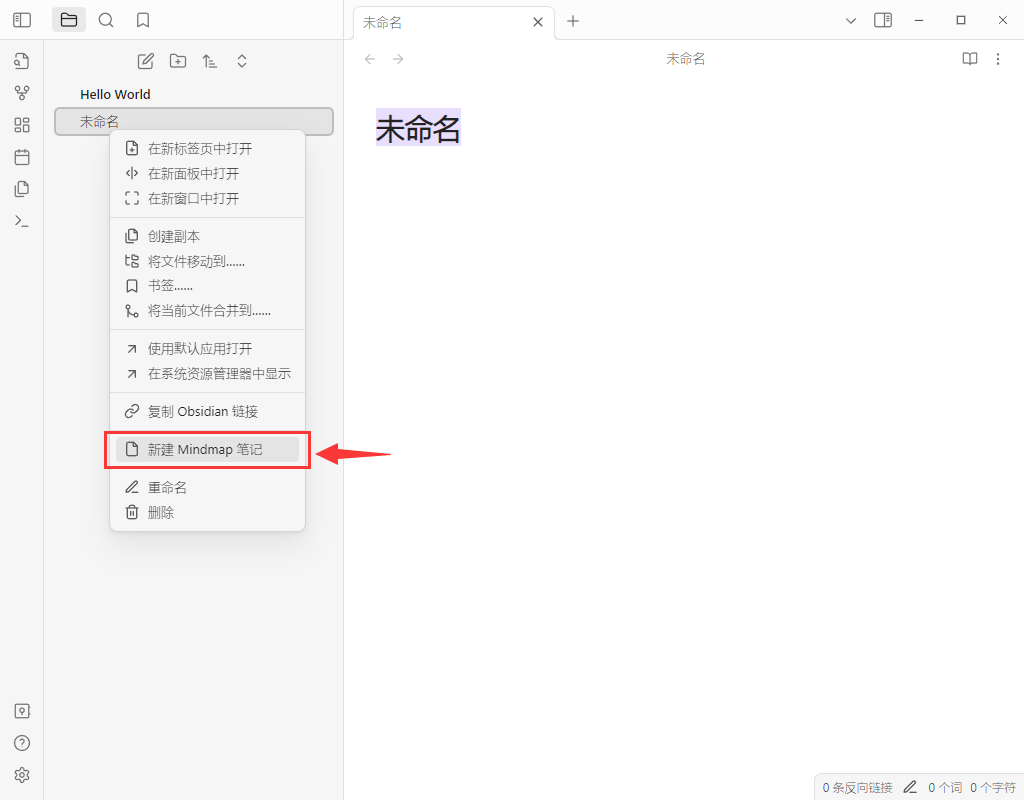 未命名
未命名
Hello World
未命名
未命名
在新标签页中打开
在新面板中打开
在新窗口中打开
创建副本
将文件移动到......
书签......
将当前文件合并到......
使用默认应用打开
在系统资源管理器中显示
复制 Obsidian 链接
新建 Mindmap 笔记
重命名
删除
0 条反向链接 0 个词 0 个字符